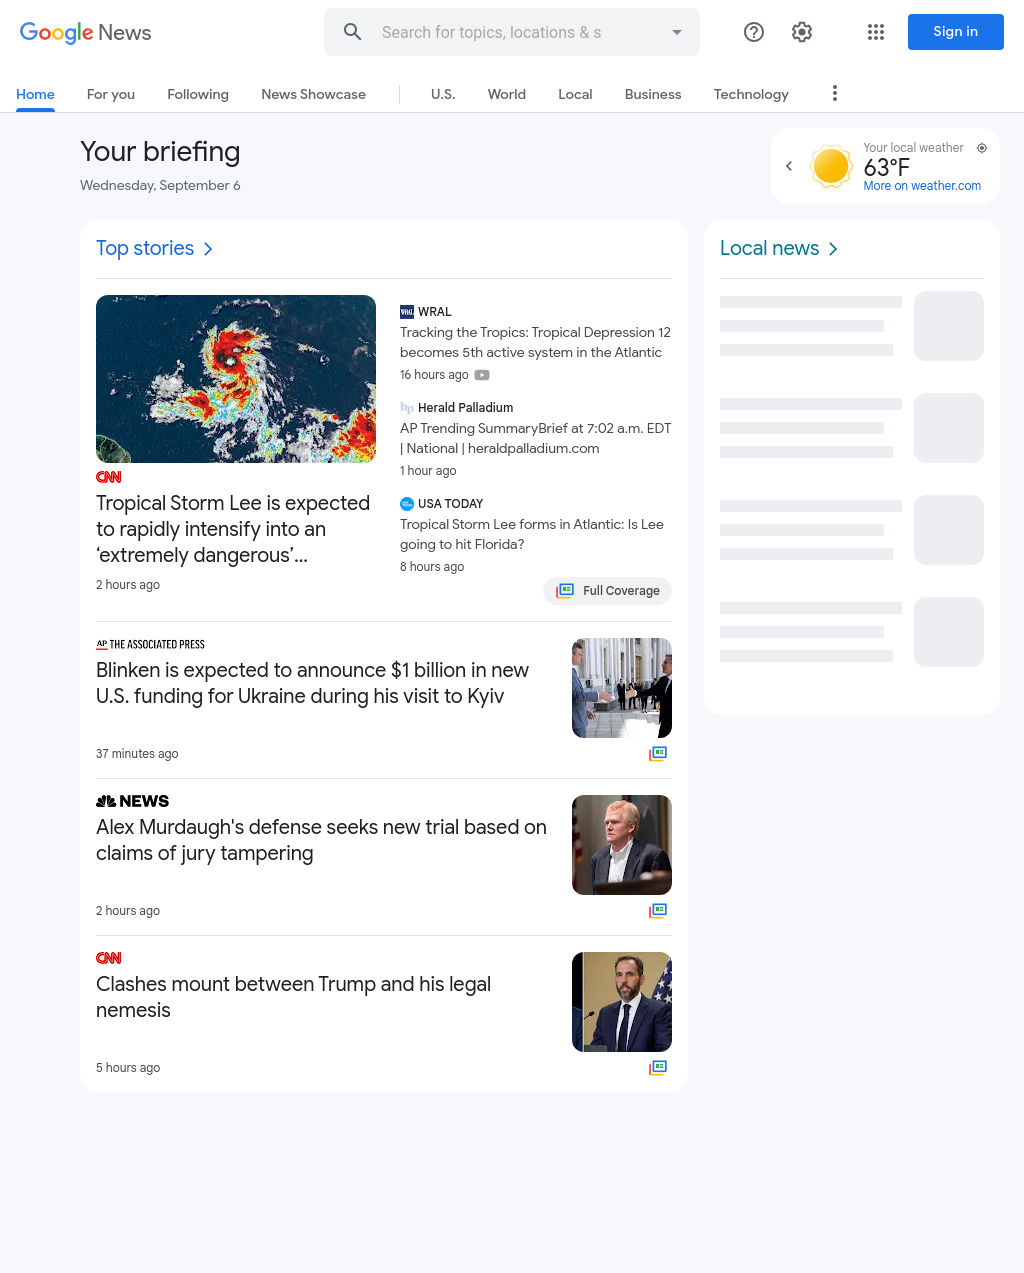 Google News
Search for topics, locations & s
Sign in
Home
For you
Following
News Showcase
U.S.
World
Local
Business
Technology
Your briefing
Wednesday, September 6
Your local weather
63°F
More on weather.com
Top stories
CNN
Tropical Storm Lee is expected
to rapidly intensify into an
‘extremely dangerous’...
2 hours ago
WRAL
Tracking the Tropics: Tropical Depression 12
becomes 5th active system in the Atlantic
16 hours ago
hp Herald Palladium
AP Trending SummaryBrief at 7:02 a.m. EDT
| National | heraldpalladium.com
1 hour ago
USA TODAY
Tropical Storm Lee forms in Atlantic: Is Lee
going to hit Florida?
8 hours ago
Full Coverage
AP THE ASSOCIATED PRESS
Blinken is expected to announce $1 billion in new
U.S. funding for Ukraine during his visit to Kyiv
37 minutes ago
NEWS
Alex Murdaugh's defense seeks new trial based on
claims of jury tampering
2 hours ago
CNN
Clashes mount between Trump and his legal
nemesis
5 hours ago
Local news